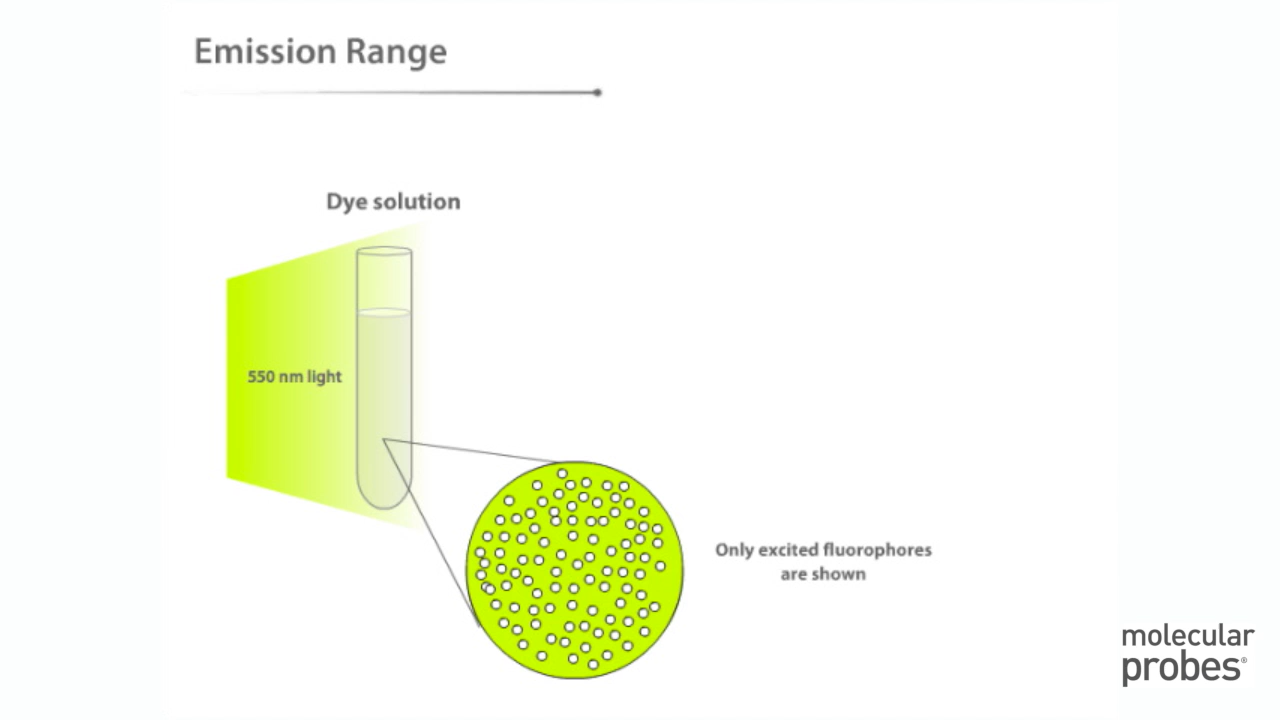 Emission Range
Dye solution
550 nm light
Only excited fluorophores
are shown
molecular
probes®